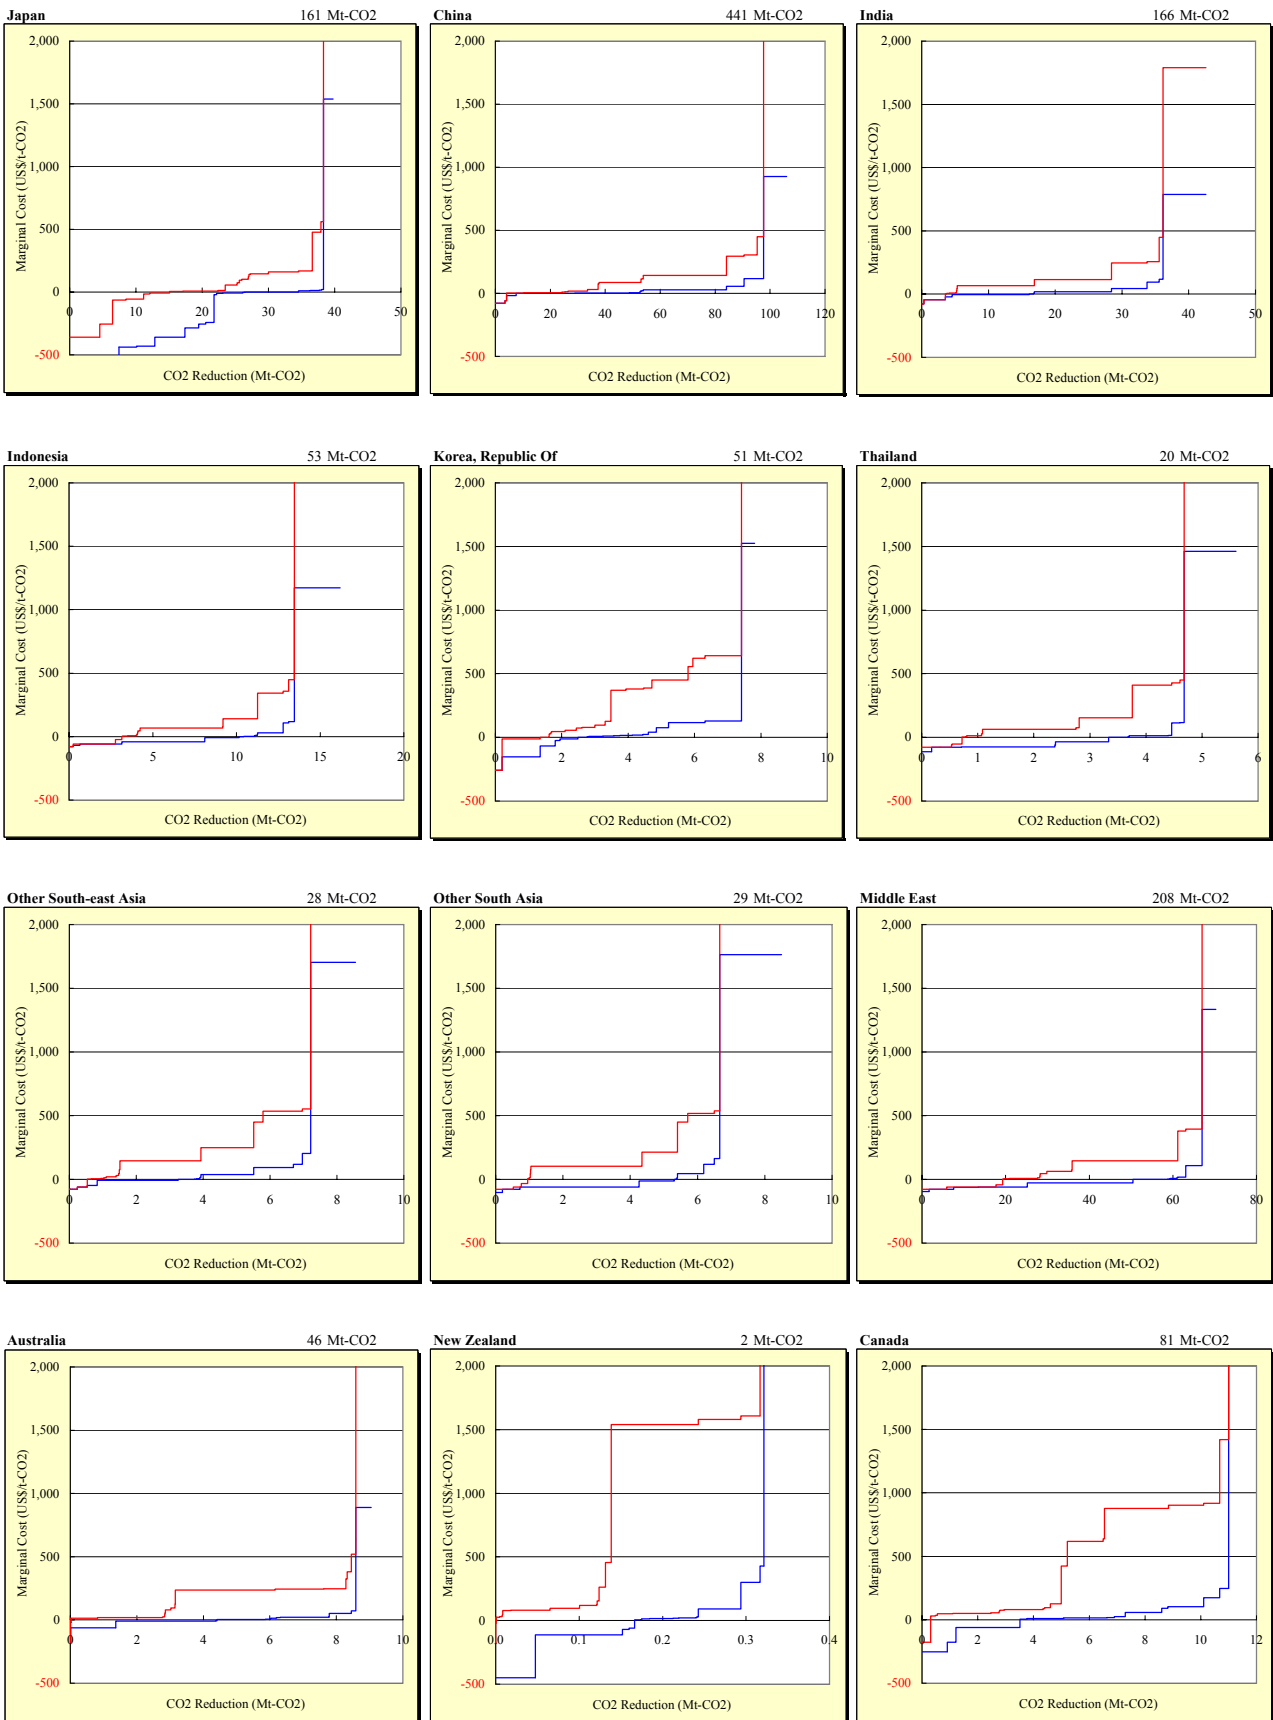 Japan 161 Mt-CO2
2,000
1,500
1,000
500
0
-500
0 10 20 30 40 50
Marginal Cost (US$/t-CO2)
CO2 Reduction (Mt-CO2)
China 441 Mt-CO2
2,000
1,500
1,000
500
0
-500
0 20 40 60 80 100 120
Marginal Cost (US$/t-CO2)
CO2 Reduction (Mt-CO2)
India 166 Mt-CO2
2,000
1,500
1,000
500
0
-500
0 10 20 30 40 50
Marginal Cost (US$/t-CO2)
CO2 Reduction (Mt-CO2)
Indonesia 53 Mt-CO2
2,000
1,500
1,000
500
0
-500
0 5 10 15 20
Marginal Cost (US$/t-CO2)
CO2 Reduction (Mt-CO2)
Korea, Republic Of 51 Mt-CO2
2,000
1,500
1,000
500
0
-500
0 2 4 6 8 10
Marginal Cost (US$/t-CO2)
CO2 Reduction (Mt-CO2)
Thailand 20 Mt-CO2
2,000
1,500
1,000
500
0
-500
0 1 2 3 4 5 6
Marginal Cost (US$/t-CO2)
CO2 Reduction (Mt-CO2)
Other South-east Asia 28 Mt-CO2
2,000
1,500
1,000
500
0
-500
0 2 4 6 8 10
Marginal Cost (US$/t-CO2)
CO2 Reduction (Mt-CO2)
Other South Asia 29 Mt-CO2
2,000
1,500
1,000
500
0
-500
0 2 4 6 8 10
Marginal Cost (US$/t-CO2)
CO2 Reduction (Mt-CO2)
Middle East 208 Mt-CO2
2,000
1,500
1,000
500
0
-500
0 20 40 60 80
Marginal Cost (US$/t-CO2)
CO2 Reduction (Mt-CO2)
Australia 46 Mt-CO2
2,000
1,500
1,000
500
0
-500
0 2 4 6 8 10
Marginal Cost (US$/t-CO2)
CO2 Reduction (Mt-CO2)
New Zealand 2 Mt-CO2
2,000
1,500
1,000
500
0
-500
0.0 0.1 0.2 0.3 0.4
Marginal Cost (US$/t-CO2)
CO2 Reduction (Mt-CO2)
Canada 81 Mt-CO2
2,000
1,500
1,000
500
0
-500
0 2 4 6 8 10 12
Marginal Cost (US$/t-CO2)
CO2 Reduction (Mt-CO2)